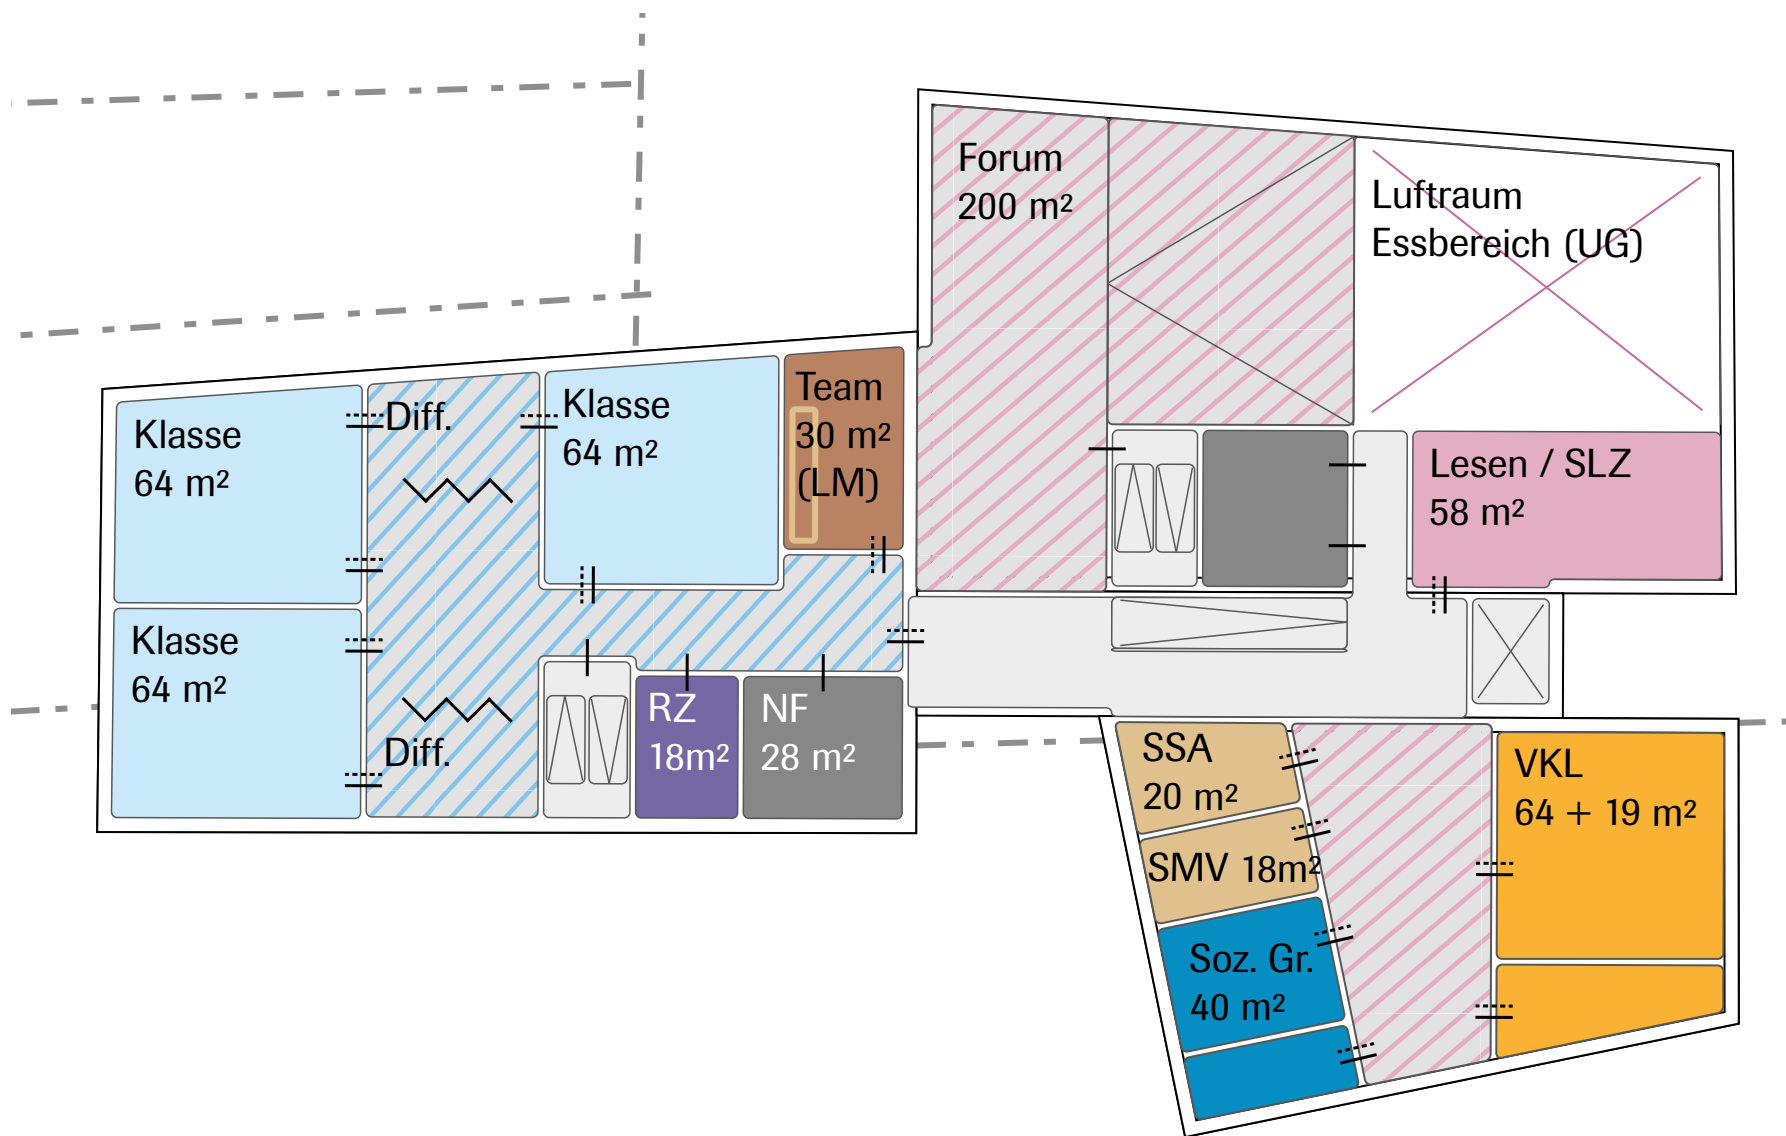 Forum
200 m²
Luftraum
Essbereich (UG)
Klasse
64 m²
Diff.
Klasse
64 m²
Team
30 m²
(LM)
Lesen / SLZ
58 m²
Klasse
64 m²
Diff.
RZ
18m²
NF
28 m²
SSA
20 m²
SMV 18m²
Soz. Gr.
40 m²
VKL
64 + 19 m²